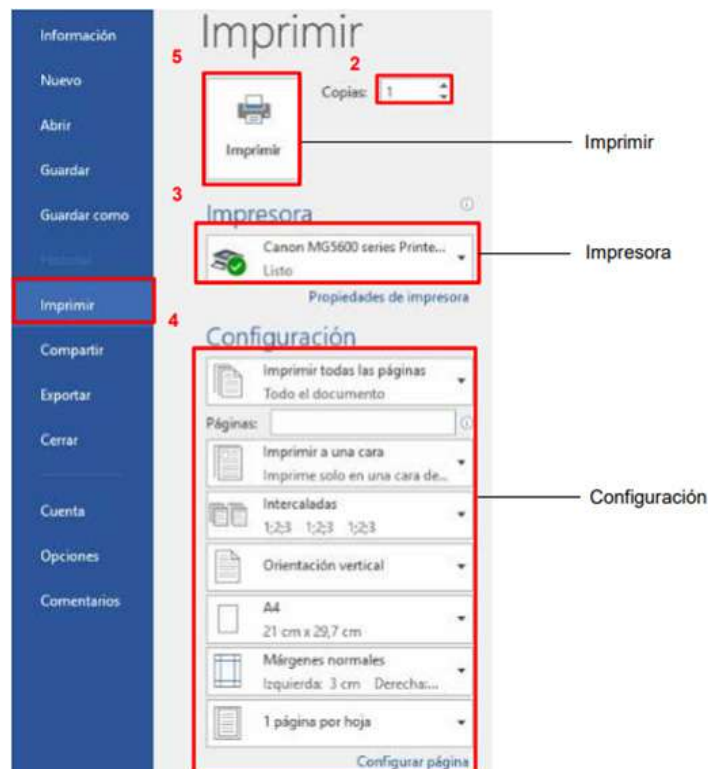 Información
Nuevo
Abrir
Guardar
Guardar como
Historial
Imprimir
Compartir
Exportar
Cerrar
Cuenta
Opciones
Comentarios
Imprimir
5
2
Copias: 1
Imprimir
Imprimir
3
Impresora
Canon MG5600 series Printe...
Listo
Impresora
Propiedades de impresora
4
Configuración
Imprimir todas las páginas
Todo el documento
Páginas:
Imprimir a una cara
Imprime solo en una cara de...
Intercaladas
1;2;3 1;2;3 1;2;3
Configuración
Orientación vertical
A4
21 cm x 29,7 cm
Márgenes normales
Izquierda: 3 cm Derecha:...
1 página por hoja
Configurar página